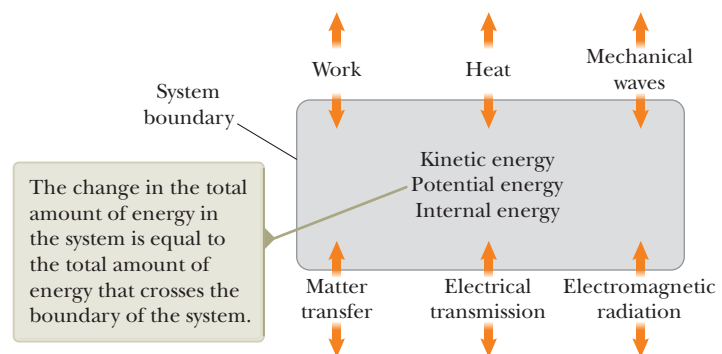 Work
Heat
Mechanical
waves
System
boundary
Kinetic energy
Potential energy
Internal energy
The change in the total
amount of energy in
the system is equal to
the total amount of
energy that crosses the
boundary of the system.
Matter
transfer
Electrical
transmission
Electromagnetic
radiation